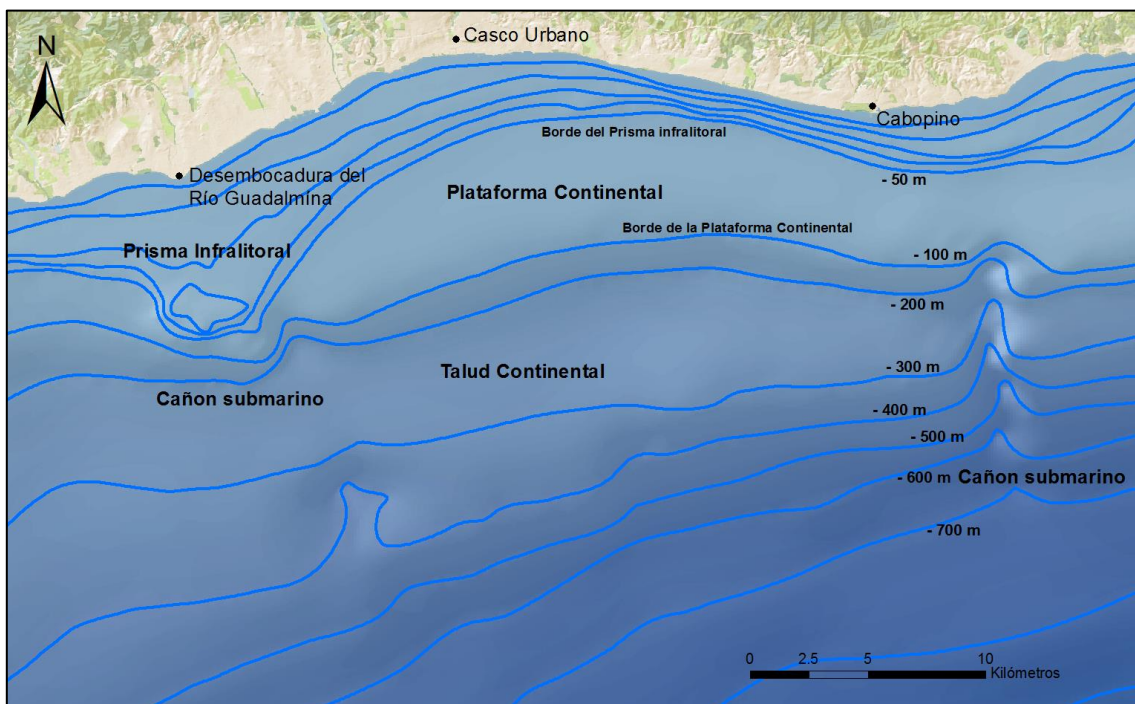 N
Casco Urbano
Cabopino
Borde del Prisma infralitoral
Desembocadura del
Río Guadalmina
- 50 m
Plataforma Continental
Borde de la Plataforma Continental
Prisma Infralitoral
- 100 m
- 200 m
- 300 m
Talud Continental
Cañon submarino
- 400 m
- 500 m
- 600 m
Cañon submarino
- 700 m
0 2.5 5 10
Kilómetros